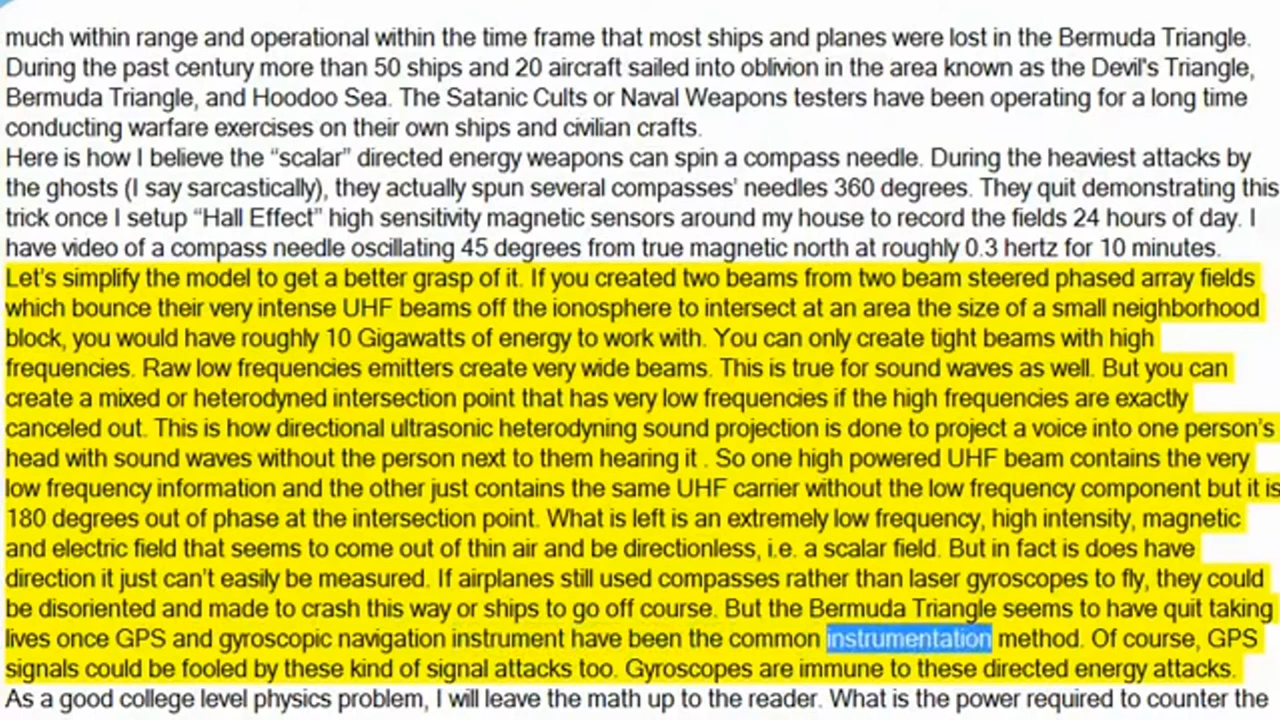 much within range and operational within the time frame that most ships and planes were lost in the Bermuda Triangle.
During the past century more than 50 ships and 20 aircraft sailed into oblivion in the area known as the Devil's Triangle,
Bermuda Triangle, and Hoodoo Sea. The Satanic Cults or Naval Weapons testers have been operating for a long time
conducting warfare exercises on their own ships and civilian crafts.
Here is how I believe the “scalar” directed energy weapons can spin a compass needle. During the heaviest attacks by
the ghosts (I say sarcastically), they actually spun several compasses’ needles 360 degrees. They quit demonstrating this
trick once I setup “Hall Effect” high sensitivity magnetic sensors around my house to record the fields 24 hours of day. I
have video of a compass needle oscillating 45 degrees from true magnetic north at roughly 0.3 hertz for 10 minutes.
Let’s simplify the model to get a better grasp of it. If you created two beams from two beam steered phased array fields
which bounce their very intense UHF beams off the ionosphere to intersect at an area the size of a small neighborhood
block, you would have roughly 10 Gigawatts of energy to work with. You can only create tight beams with high
frequencies. Raw low frequencies emitters create very wide beams. This is true for sound waves as well. But you can
create a mixed or heterodyned intersection point that has very low frequencies if the high frequencies are exactly
canceled out. This is how directional ultrasonic heterodyning sound projection is done to project a voice into one person’s
head with sound waves without the person next to them hearing it . So one high powered UHF beam contains the very
low frequency information and the other just contains the same UHF carrier without the low frequency component but it is
180 degrees out of phase at the intersection point. What is left is an extremely low frequency, high intensity, magnetic
and electric field that seems to come out of thin air and be directionless, i.e. a scalar field. But in fact is does have
direction it just can’t easily be measured. If airplanes still used compasses rather than laser gyroscopes to fly, they could
be disoriented and made to crash this way or ships to go off course. But the Bermuda Triangle seems to have quit taking
lives once GPS and gyroscopic navigation instrument have been the common instrumentation method. Of course, GPS
signals could be fooled by these kind of signal attacks too. Gyroscopes are immune to these directed energy attacks.
As a good college level physics problem, I will leave the math up to the reader. What is the power required to counter the